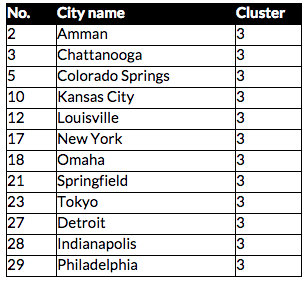 No. City name Cluster
2 Amman 3
3 Chattanooga 3
5 Colorado Springs 3
10 Kansas City 3
12 Louisville 3
17 New York 3
18 Omaha 3
21 Springfield 3
23 Tokyo 3
27 Detroit 3
28 Indianapolis 3
29 Philadelphia 3